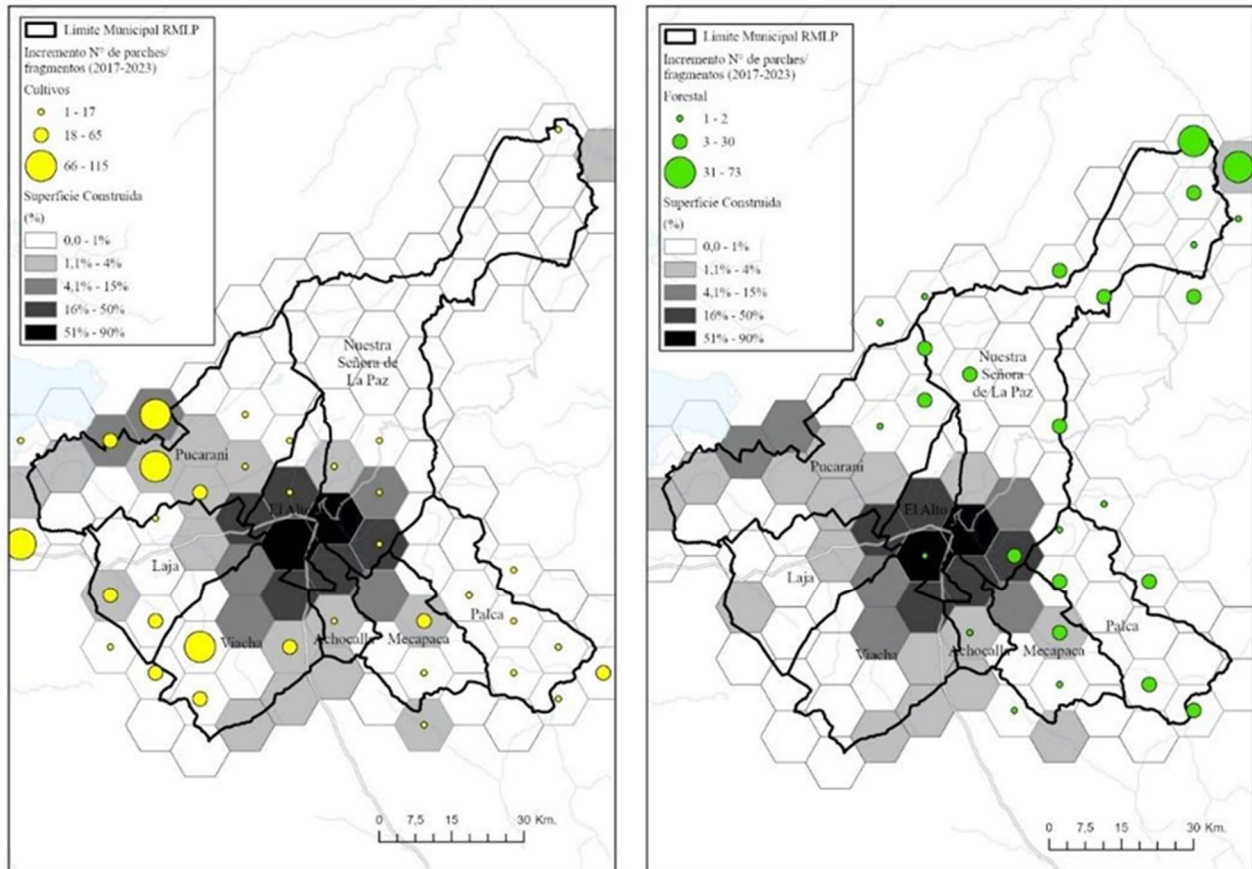 Límite Municipal RMLP
Incremento N° de parches/
fragmentos (2017-2023)
Cultivos
1 - 17
18 - 65
66 - 115
Superficie Construida
(%)
0,0 - 1%
1,1% - 4%
4,1% - 15%
16% - 50%
51% - 90%
Nuestra
Señora de
La Paz
Pucarani
El Alto
Laja
Viacha
Achocalla
Mecapaca
Palca
0 7,5 15 30 Km.
Límite Municipal RMLP
Incremento N° de parches/
fragmentos (2017-2023)
Forestal
1 - 2
3 - 30
31 - 73
Superficie Construida
(%)
0,0 - 1%
1,1% - 4%
4,1% - 15%
16% - 50%
51% - 90%
Nuestra
Señora
de La Paz
Pucarani
El Alto
Laja
Viacha
Achocalla
Mecapaca
Palca
0 7,5 15 30 Km.